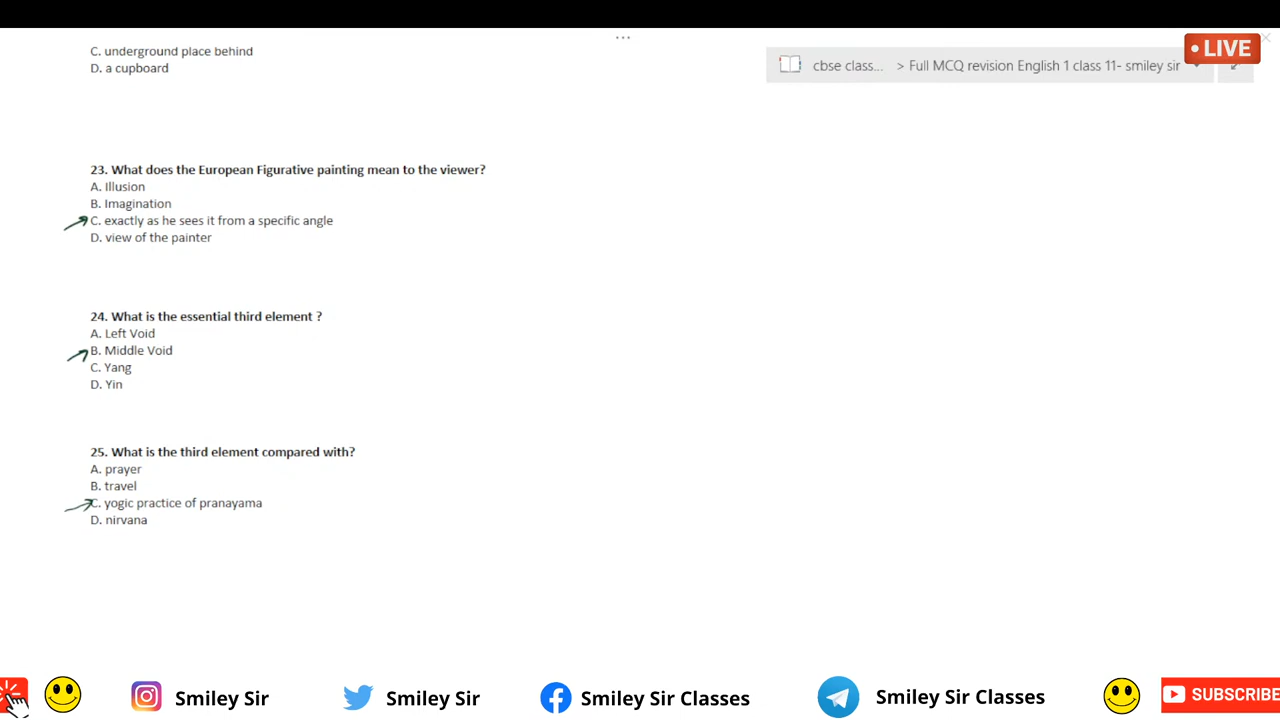 C. underground place behind
D. a cupboard
...
LIVE
cbse class... > Full MCQ revision English 1 class 11- smiley sir
23. What does the European Figurative painting mean to the viewer?
A. Illusion
B. Imagination
C. exactly as he sees it from a specific angle
D. view of the painter
24. What is the essential third element ?
A. Left Void
B. Middle Void
C. Yang
D. Yin
25. What is the third element compared with?
A. prayer
B. travel
C. yogic practice of pranayama
D. nirvana
Smiley Sir
Smiley Sir
Smiley Sir Classes
Smiley Sir Classes
SUBSCRIBE